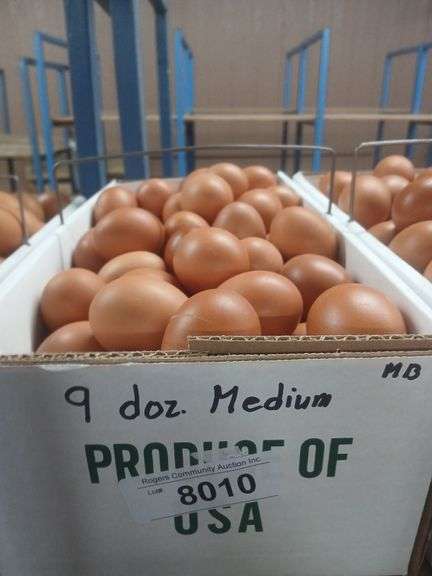 MB
9 doz. Medium
PRODUCE OF
Rogers Community Auction Inc
Lot# 8010
USA